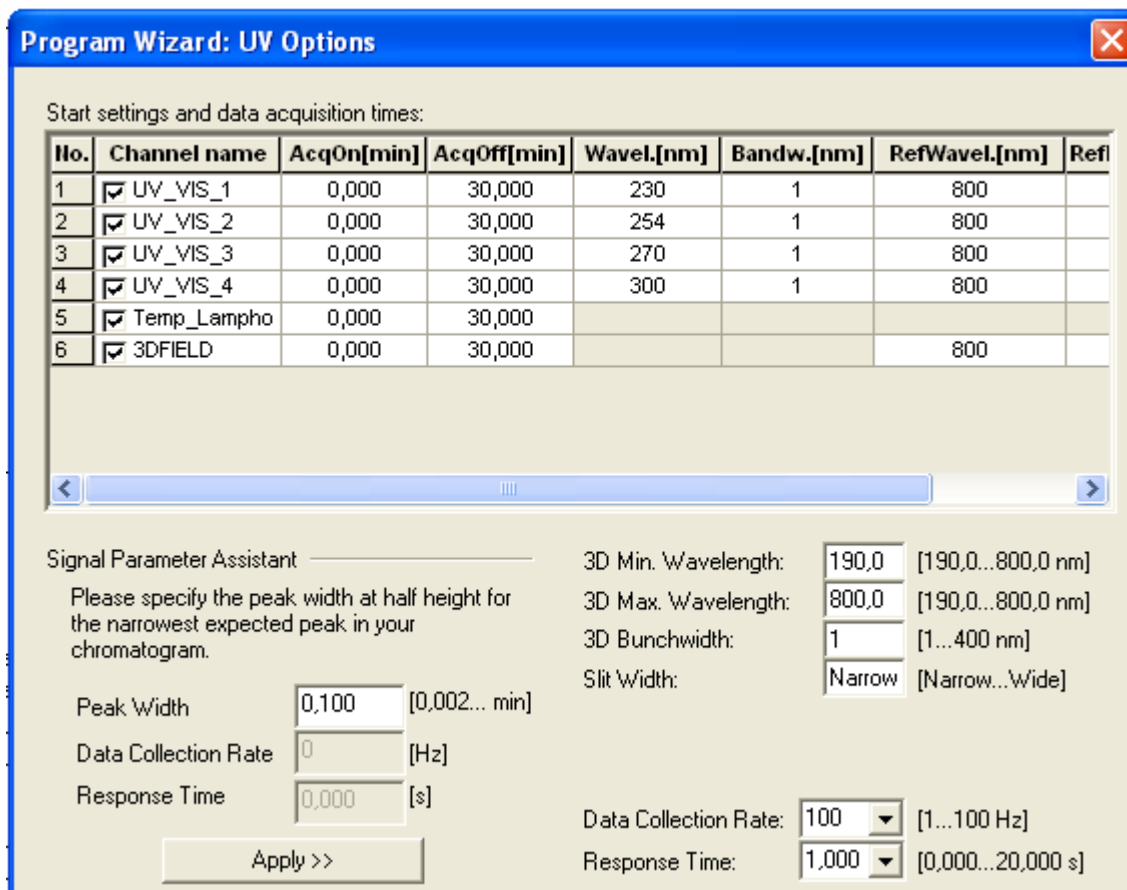 Program Wizard: UV Options
Start settings and data acquisition times:
No. Channel name AcqOn[min] AcqOff[min] Wavel.[nm] Bandw.[nm] RefWavel.[nm]
1 UV_VIS_1 0,000 30,000 230 1 800
2 UV_VIS_2 0,000 30,000 254 1 800
3 UV_VIS_3 0,000 30,000 270 1 800
4 UV_VIS_4 0,000 30,000 300 1 800
5 Temp_Lampho 0,000 30,000
6 3DFIELD 0,000 30,000 800
Signal Parameter Assistant
Please specify the peak width at half height for
the narrowest expected peak in your
chromatogram.
Peak Width 0,100 [0,002... min]
Data Collection Rate 0 [Hz]
Response Time 0,000 [s]
Apply >>
3D Min. Wavelength: 190,0 [190,0...800,0 nm]
3D Max. Wavelength: 800,0 [190,0...800,0 nm]
3D Bunchwidth: 1 [1...400 nm]
Slit Width: Narrow [Narrow...Wide]
Data Collection Rate: 100 [1...100 Hz]
Response Time: 1,000 [0,000...20,000 s]